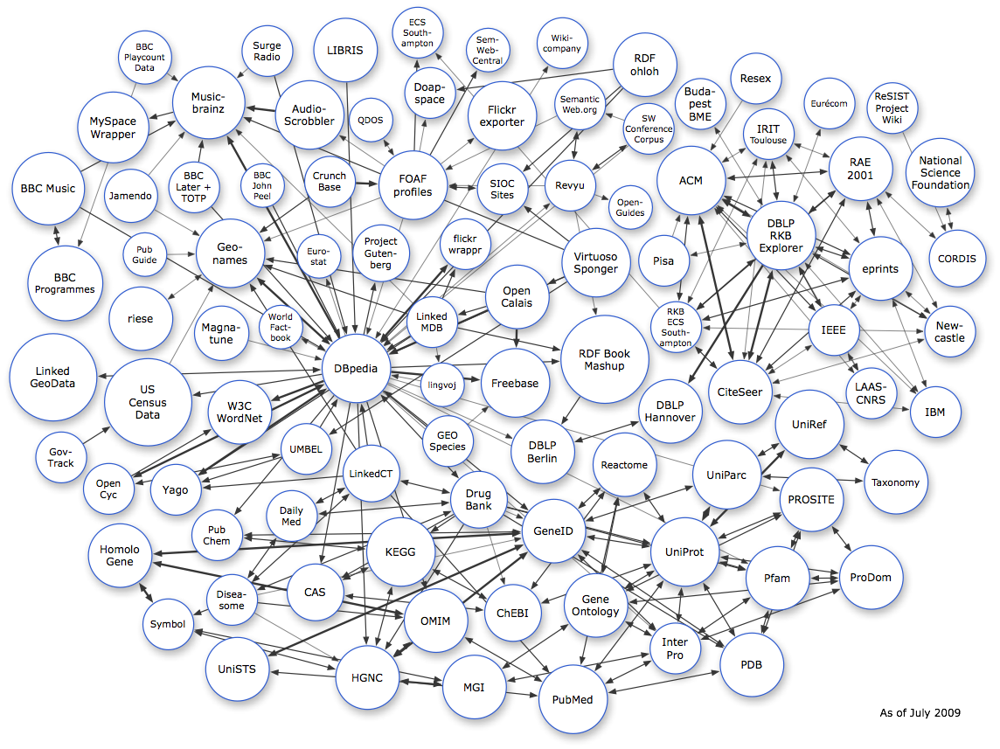 ECS
South-
ampton
BBC
Playcount
Data
Surge
Radio
LIBRIS
Sem-
Web-
Central
Wiki-
company
RDF
ohloh
Resex
Music-
brainz
Doap-
space
Semantic
Web.org
Buda-
pest
BME
Eurécom
ReSIST
Project
Wiki
MySpace
Wrapper
Audio-
Scrobbler
QDOS
Flickr
exporter
SW
Conference
Corpus
IRIT
Toulouse
BBC Music
Jamendo
BBC
Later +
TOTP
BBC
John
Peel
Crunch
Base
FOAF
profiles
SIOC
Sites
Revyu
Open-
Guides
ACM
RAE
2001
National
Science
Foundation
BBC
Programmes
Pub
Guide
Geo-
names
Euro-
stat
Project
Guten-
berg
flickr
wrappr
Virtuoso
Sponger
Pisa
DBLP
RKB
Explorer
eprints
CORDIS
riese
Magna-
tune
World
Fact-
book
Linked
MDB
Open
Calais
RKB
ECS
South-
ampton
IEEE
New-
castle
Linked
GeoData
US
Census
Data
W3C
WordNet
DBpedia
lingvoj
Freebase
RDF Book
Mashup
DBLP
Hannover
CiteSeer
LAAS-
CNRS
IBM
Gov-
Track
Open
Cyc
Yago
UMBEL
LinkedCT
GEO
Species
DBLP
Berlin
Reactome
UniParc
UniRef
Taxonomy
PROSITE
Pub
Chem
Daily
Med
Drug
Bank
Homolo
Gene
KEGG
GeneID
UniProt
Pfam
ProDom
Disea-
some
CAS
Symbol
OMIM
ChEBI
Gene
Ontology
Inter
Pro
UniSTS
HGNC
MGI
PubMed
PDB
As of July 2009